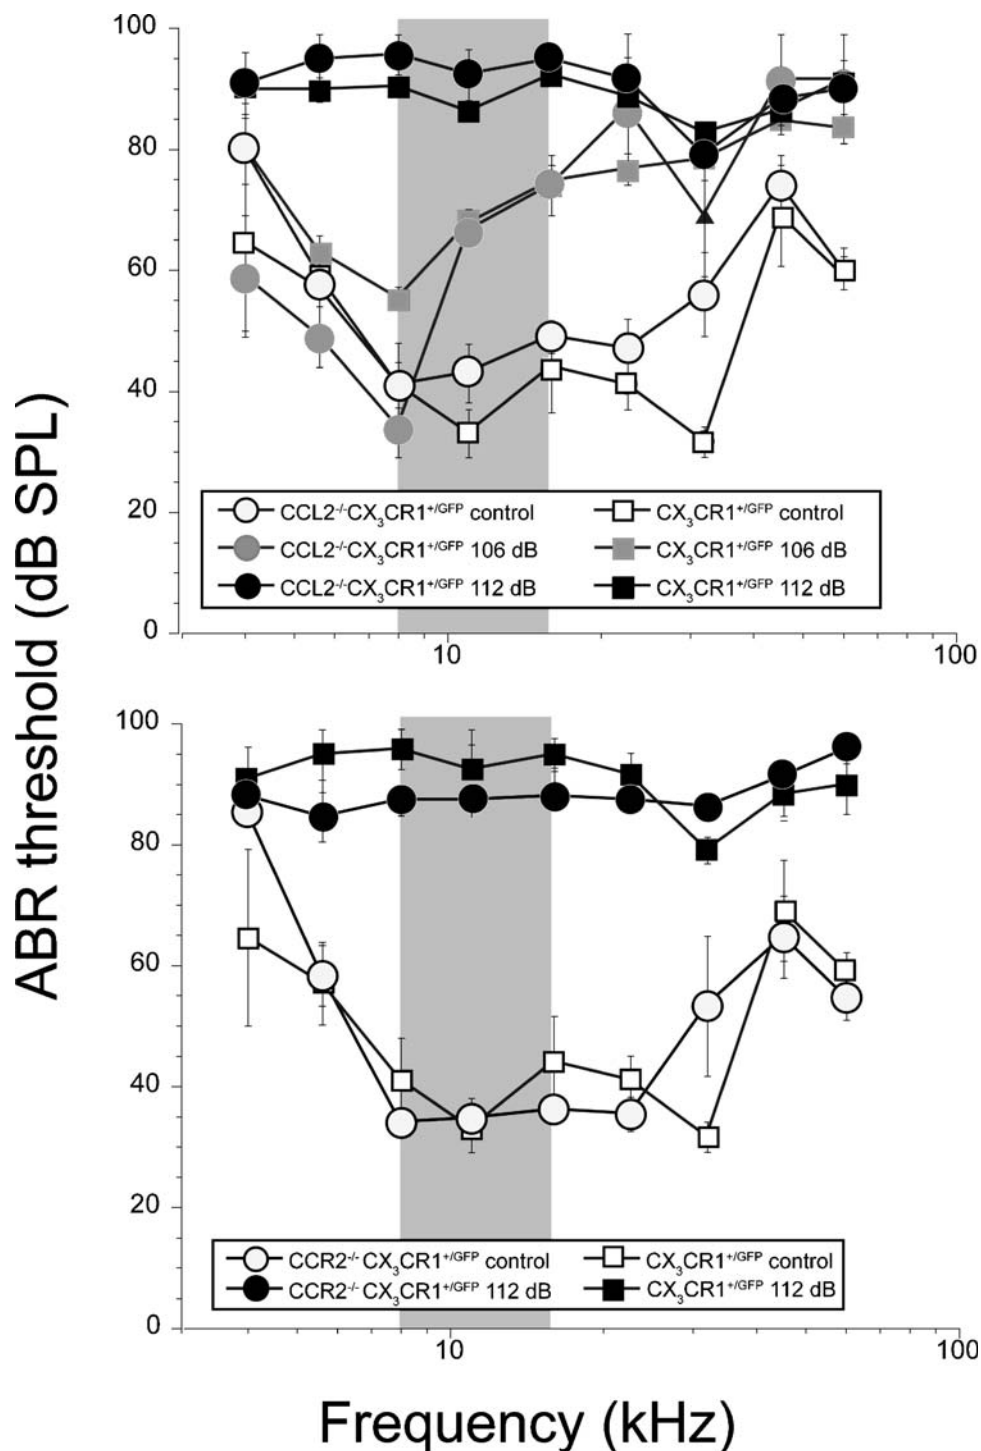 ABR threshold (dB SPL)
100
80
60
40
20
0
CCL2-/-CX3CR1+/GFP control
CX3CR1+/GFP control
CCL2-/-CX3CR1+/GFP 106 dB
CX3CR1+/GFP 106 dB
CCL2-/-CX3CR1+/GFP 112 dB
CX3CR1+/GFP 112 dB
10
100
100
80
60
40
20
0
CCR2-/-CX3CR1+/GFP control
CX3CR1+/GFP control
CCR2-/-CX3CR1+/GFP 112 dB
CX3CR1+/GFP 112 dB
10
100
Frequency (kHz)